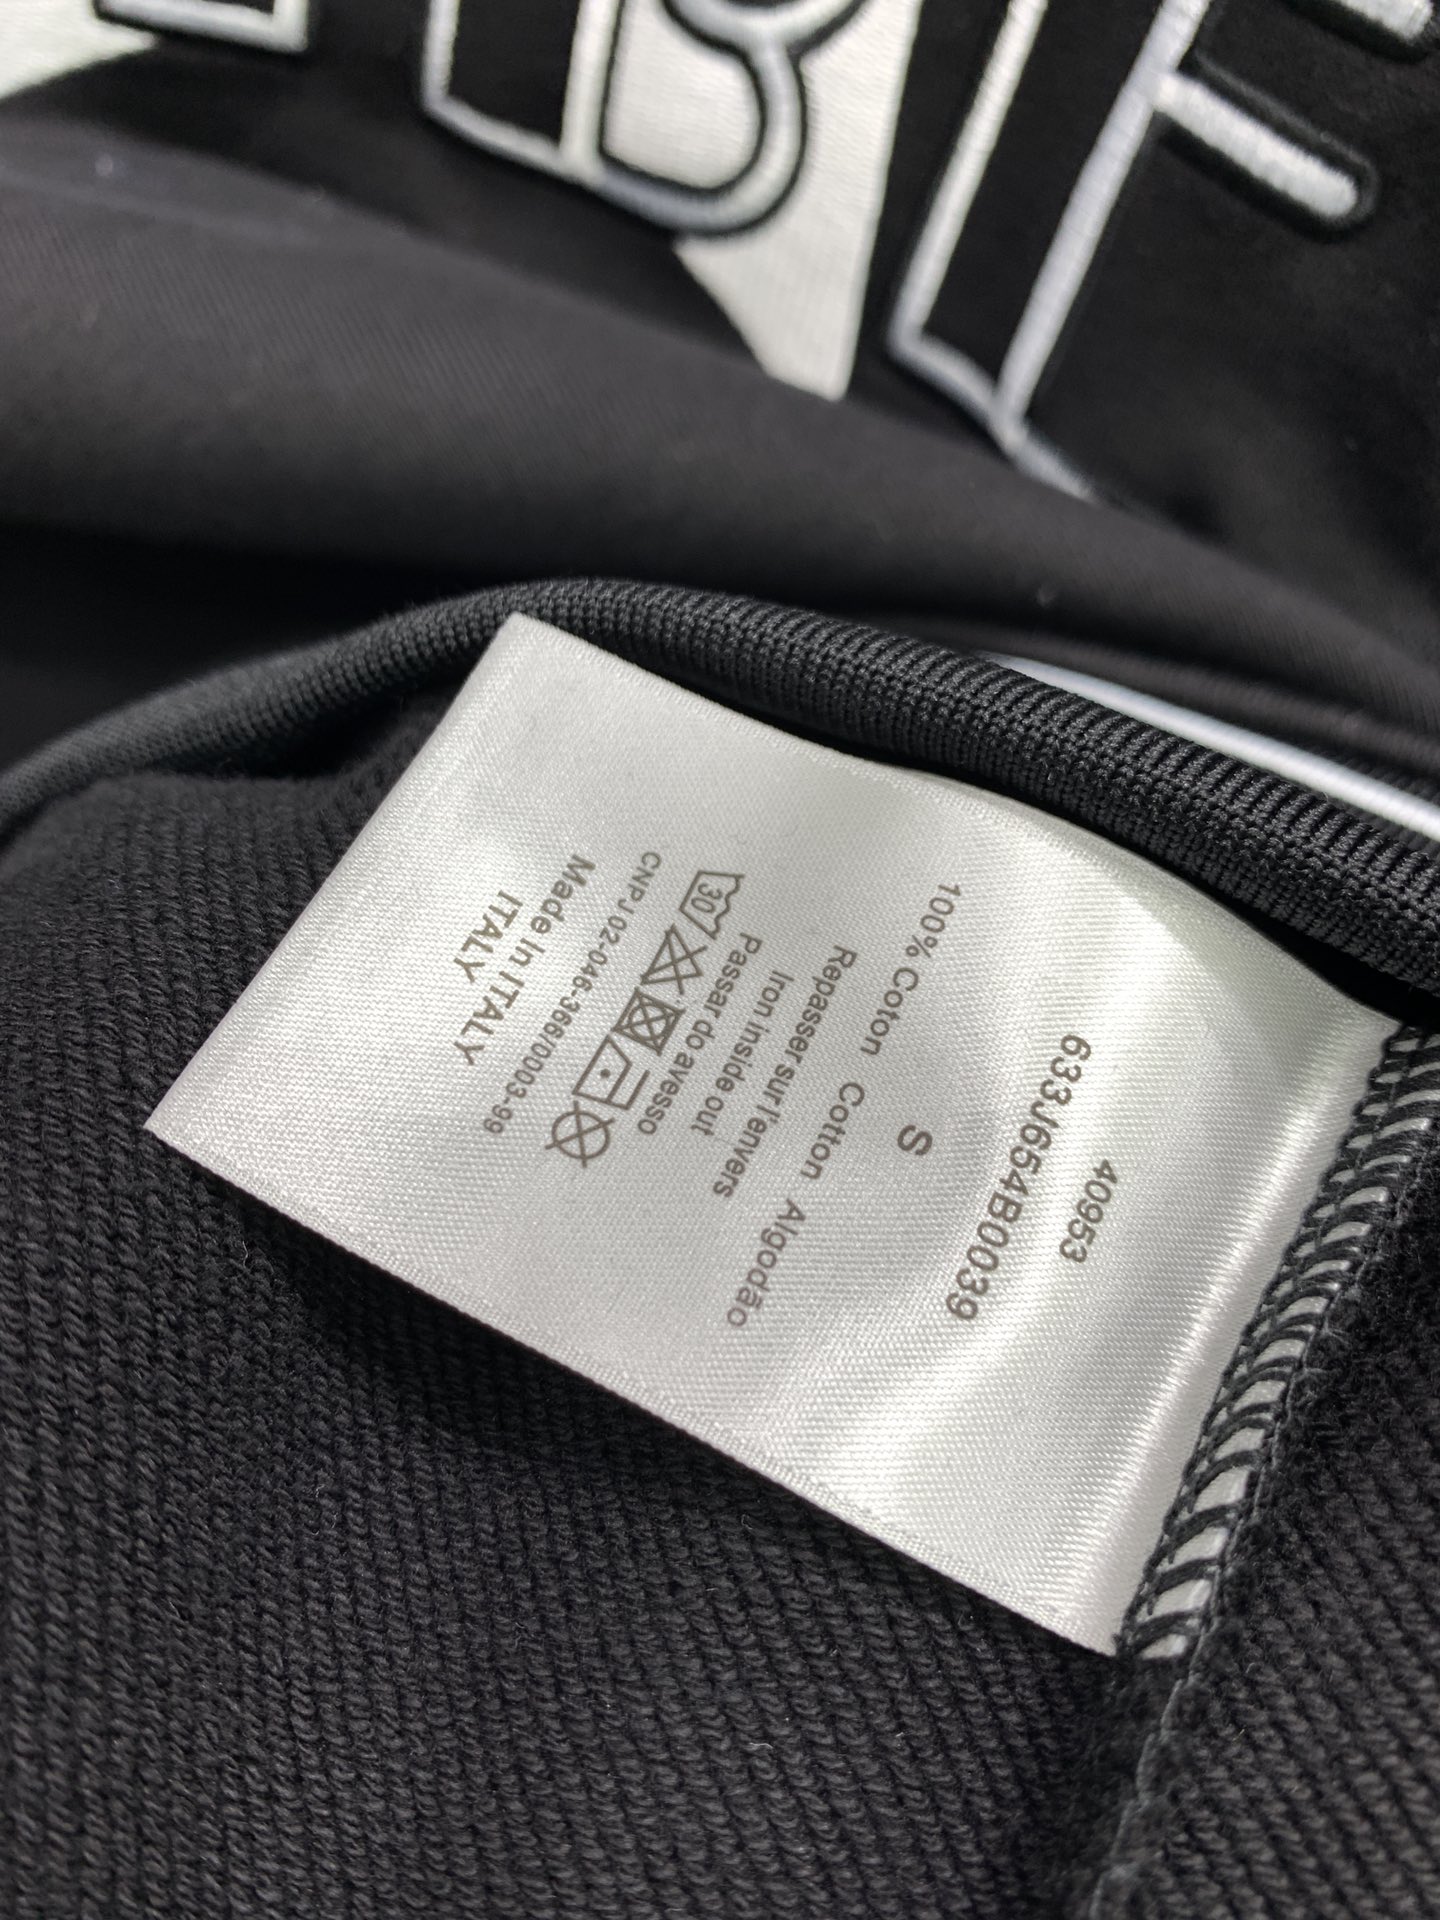 40953
633J654B0039
S
100% Coton Cotton Algodão
Repasser sur l'envers
Iron inside out
Passar do avesso
30
CNPJ 02-046-366/0003-99
Made In ITALY
ITALY